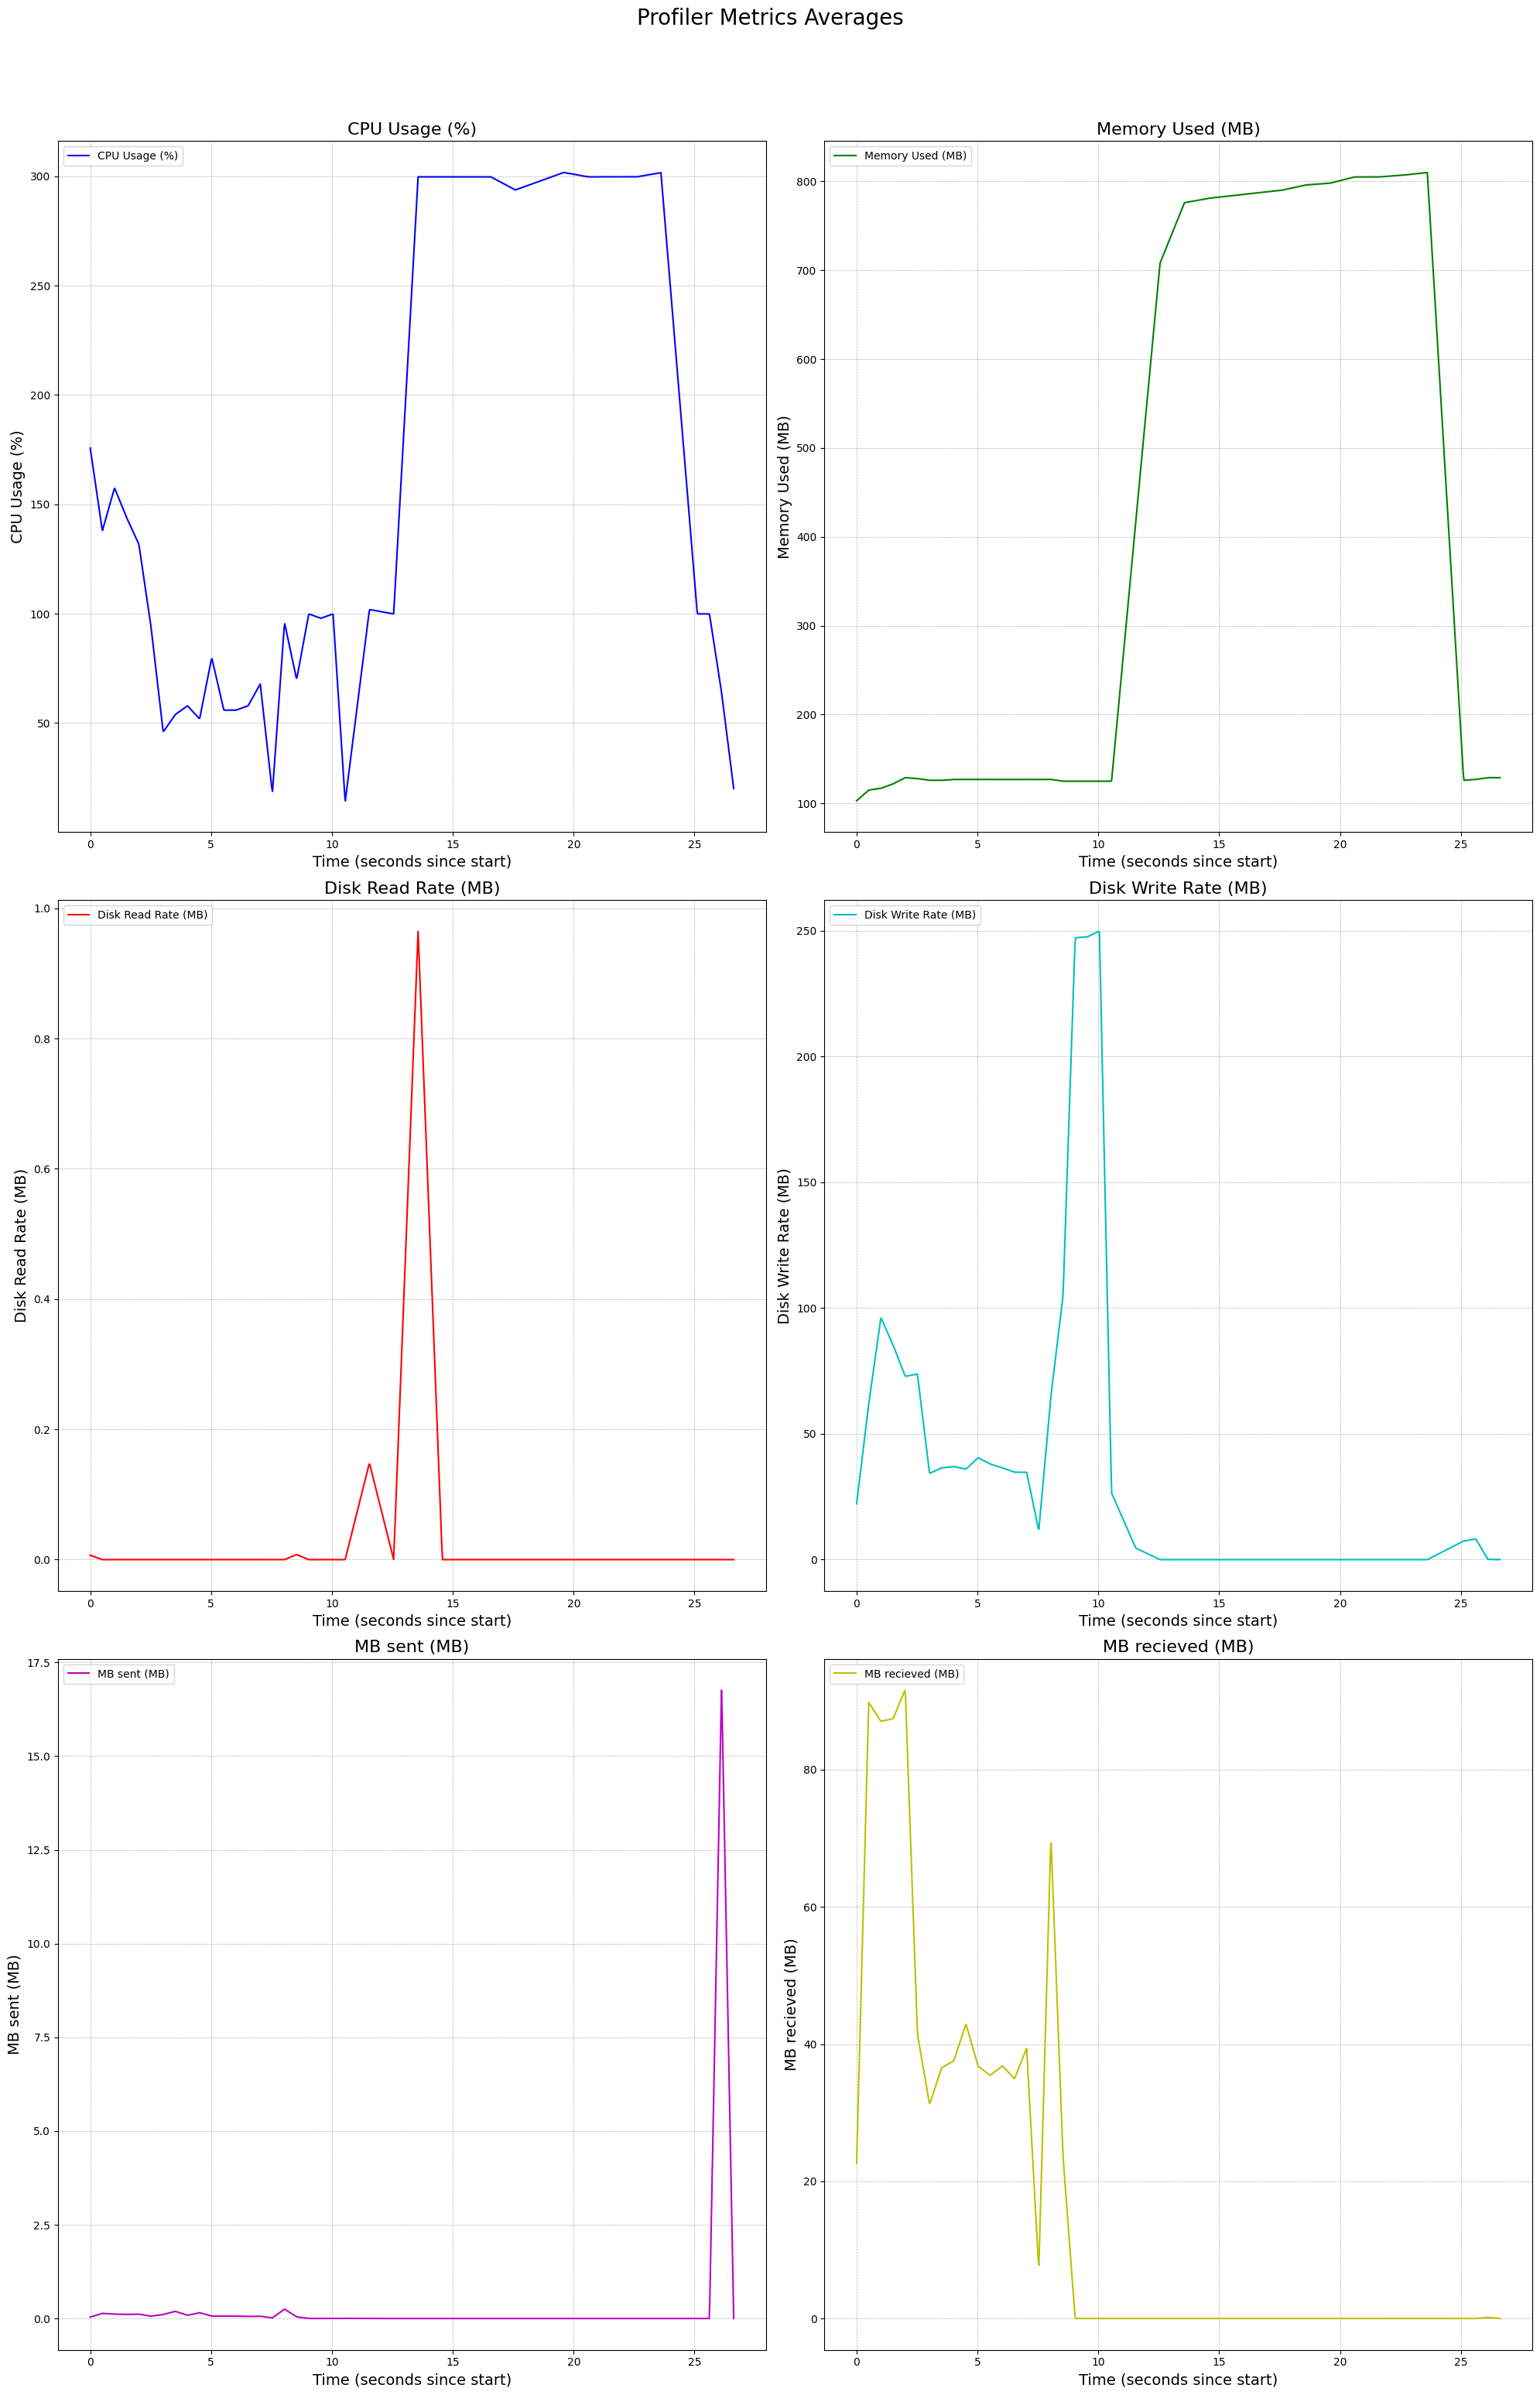 Profiler Metrics Averages
CPU Usage (%)
CPU Usage (%)
300
250
200
150
100
50
CPU Usage (%)
0 5 10 15 20 25
Time (seconds since start)
Memory Used (MB)
Memory Used (MB)
800
700
600
500
400
300
200
100
Memory Used (MB)
0 5 10 15 20 25
Time (seconds since start)
Disk Read Rate (MB)
Disk Read Rate (MB)
1.0
0.8
0.6
0.4
0.2
0.0
Disk Read Rate (MB)
0 5 10 15 20 25
Time (seconds since start)
Disk Write Rate (MB)
Disk Write Rate (MB)
250
200
150
100
50
0
Disk Write Rate (MB)
0 5 10 15 20 25
Time (seconds since start)
MB sent (MB)
MB sent (MB)
17.5
15.0
12.5
10.0
7.5
5.0
2.5
0.0
MB sent (MB)
0 5 10 15 20 25
Time (seconds since start)
MB recieved (MB)
MB recieved (MB)
80
60
40
20
0
MB recieved (MB)
0 5 10 15 20 25
Time (seconds since start)